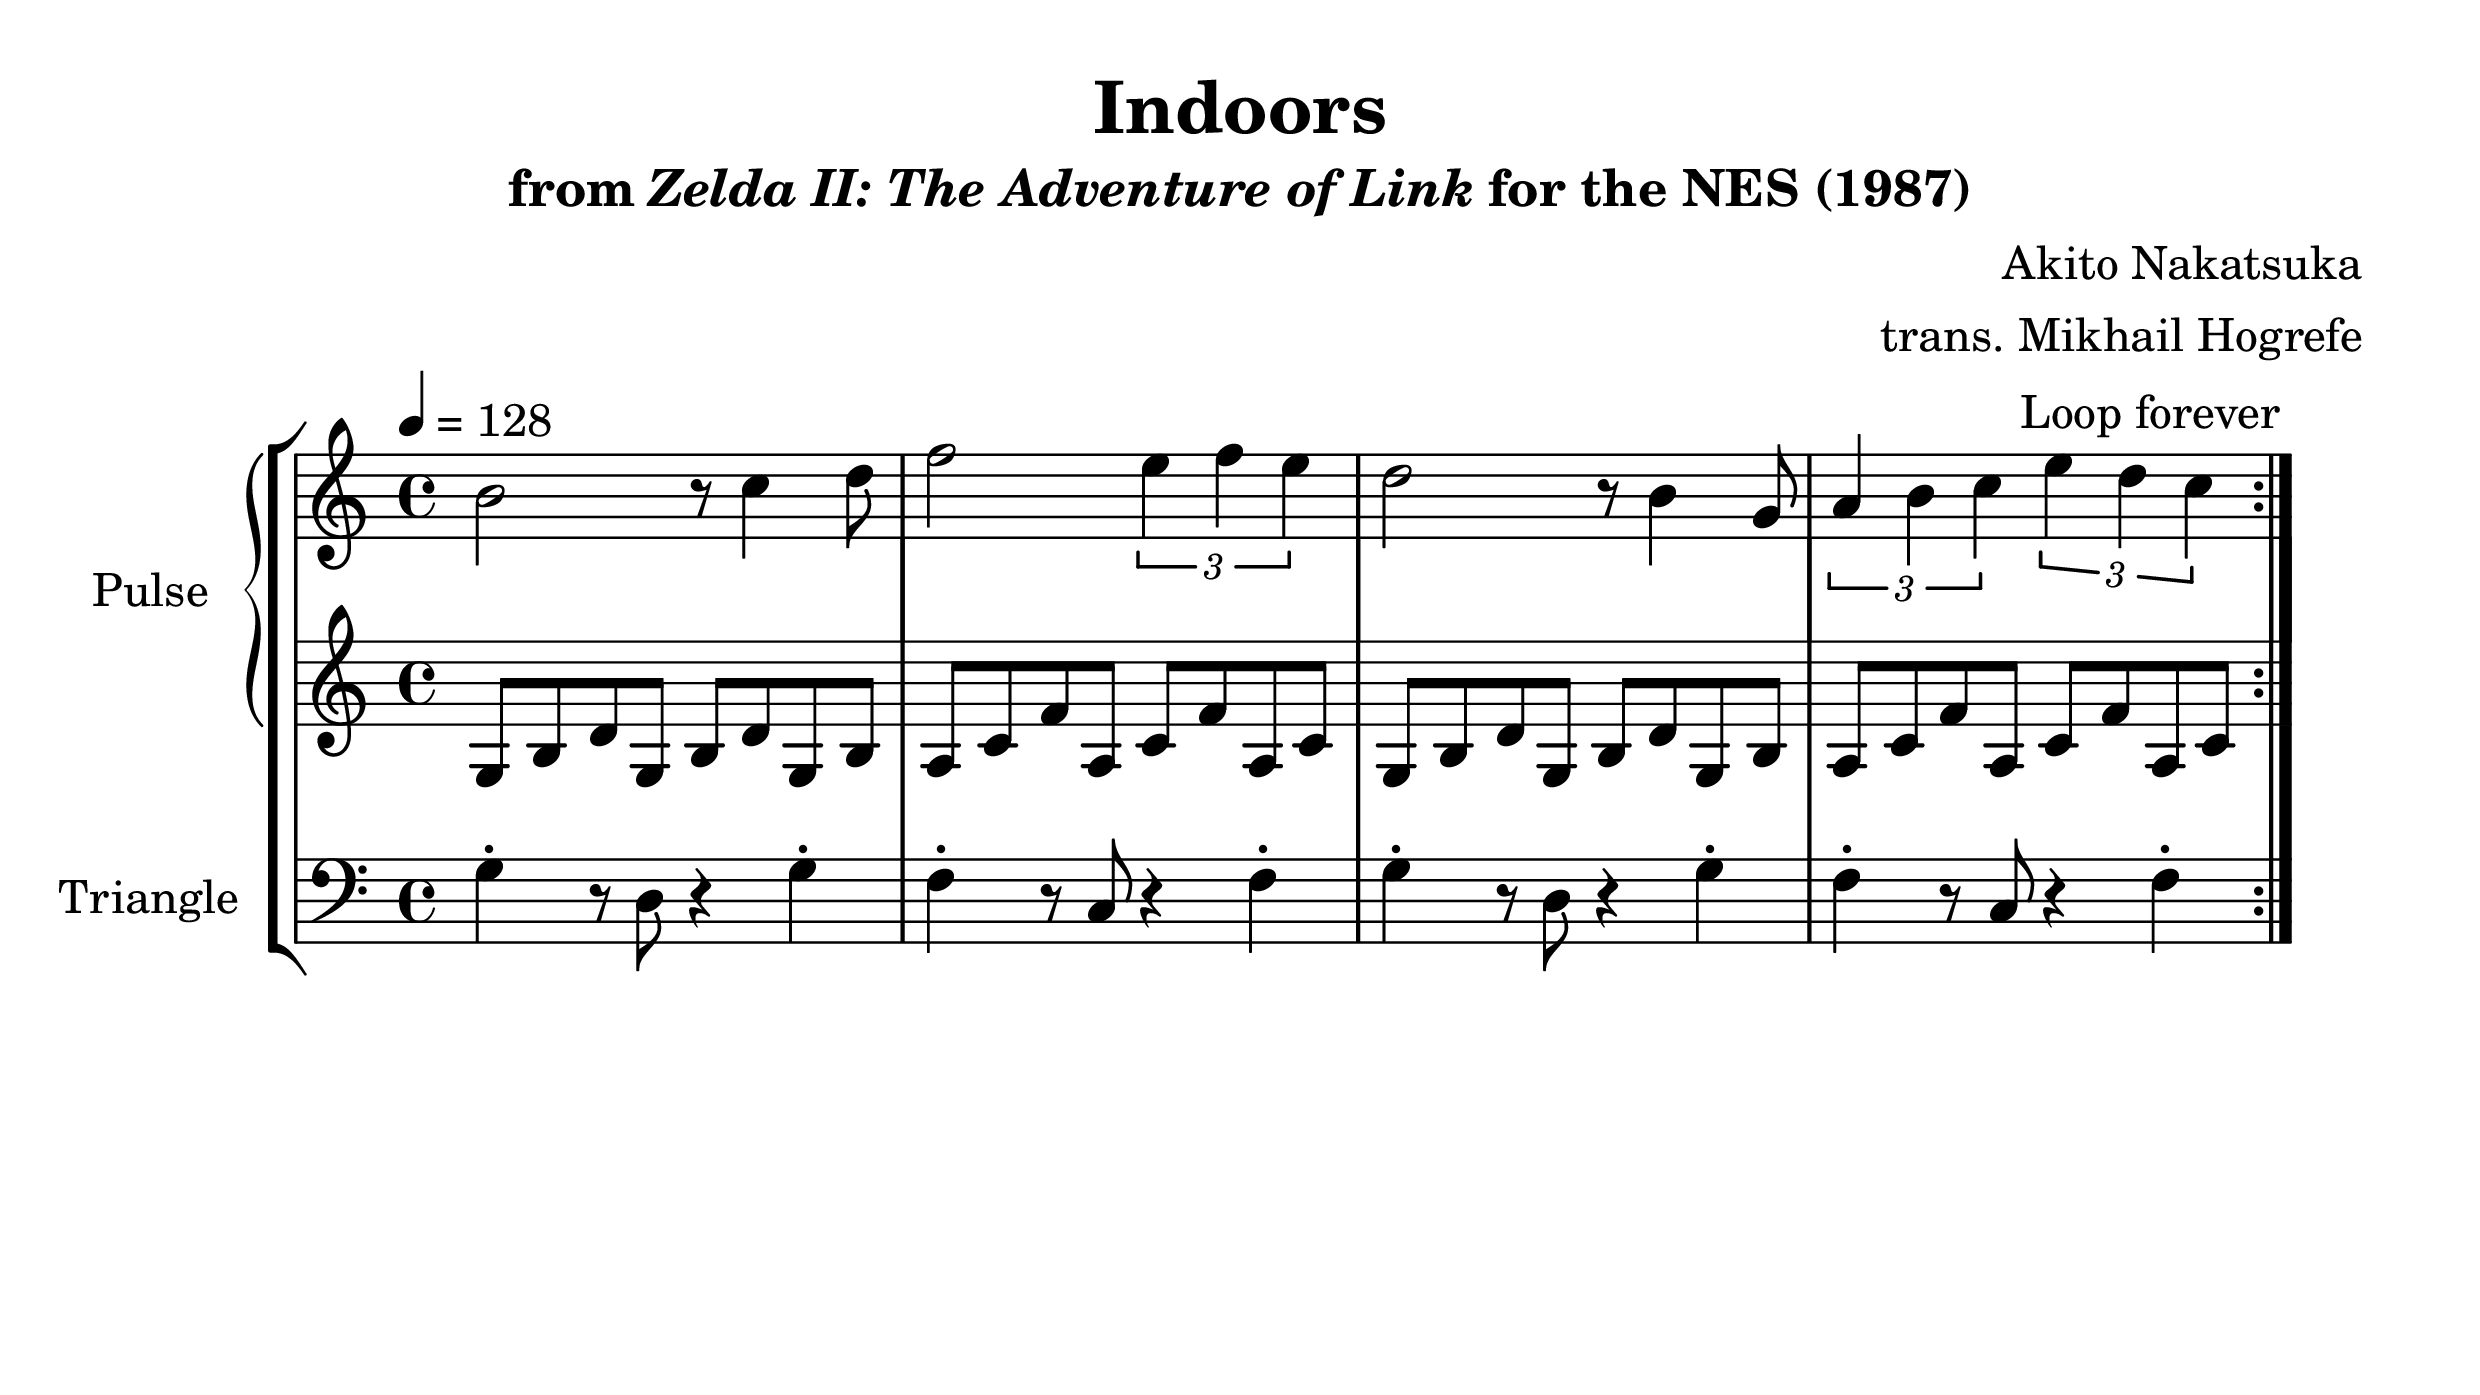 Indoors
from Zelda II: The Adventure of Link for the NES (1987)
Akito Nakatsuka
trans. Mikhail Hogrefe
= 128
Loop forever
Pulse
3
3
3
Triangle